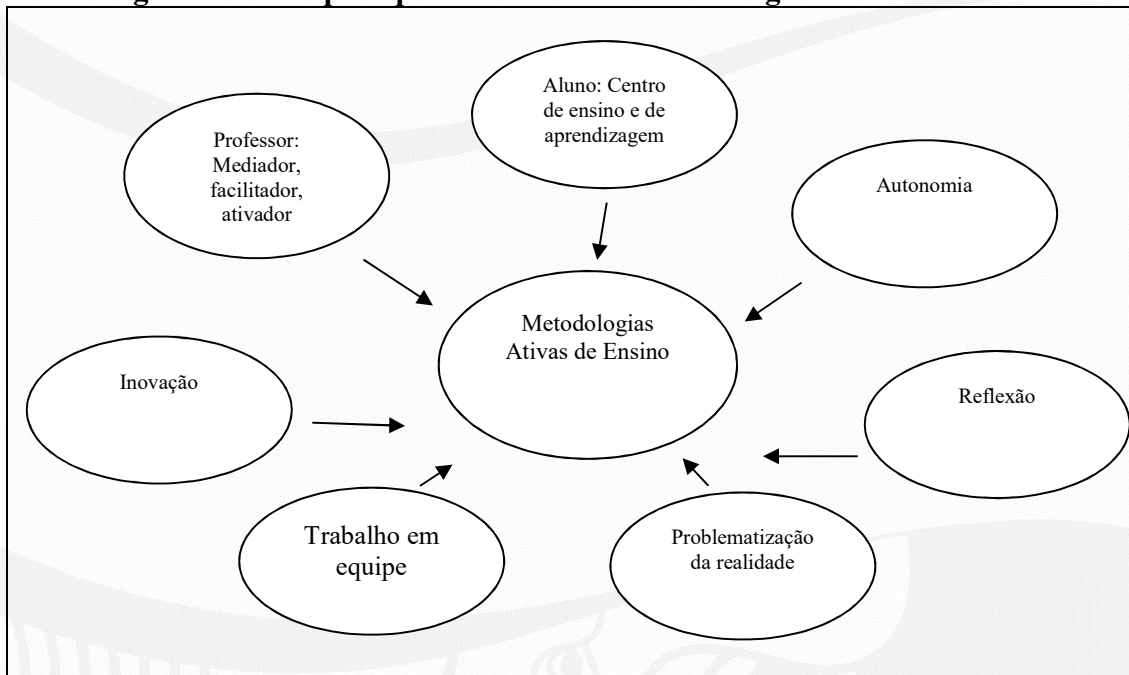 Aluno: Centro
de ensino e de
aprendizagem
Professor:
Mediador,
facilitador,
ativador
Autonomia
Metodologias
Ativas de Ensino
Inovação
Reflexão
Trabalho em
equipe
Problematização
da realidade